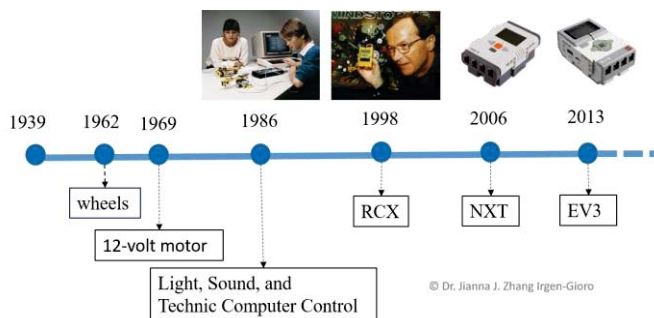 MINDSTORMS
1939
1962
1969
1986
1998
2006
2013
wheels
12-volt motor
Light, Sound, and
Technic Computer Control
RCX
NXT
EV3
© Dr. Jianna J. Zhang Irgen-Gioro